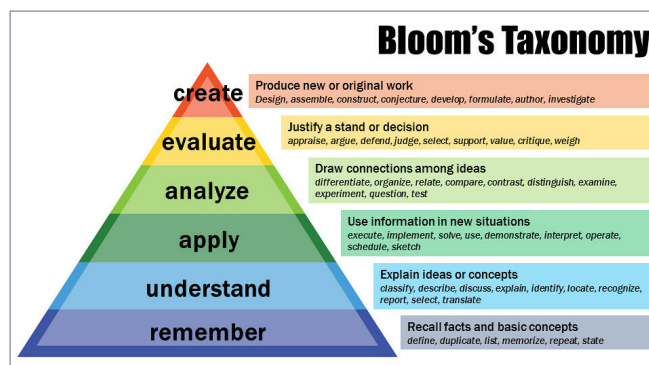 Bloom's Taxonomy
create
Produce new or original work
Design, assemble, construct, conjecture, develop, formulate, author, investigate
evaluate
Justify a stand or decision
appraise, argue, defend, judge, select, support, value, critique, weigh
analyze
Draw connections among ideas
differentiate, organize, relate, compare, contrast, distinguish, examine,
experiment, question, test
apply
Use information in new situations
execute, implement, solve, use, demonstrate, interpret, operate,
schedule, sketch
understand
Explain ideas or concepts
classify, describe, discuss, explain, identify, locate, recognize,
report, select, translate
remember
Recall facts and basic concepts
define, duplicate, list, memorize, repeat, state